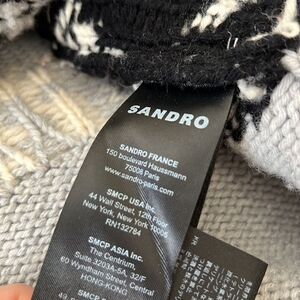 SANDRO
SANDRO FRANCE
150 boulevard Haussmann
75008 Paris
www.sandro-paris.com
SMCP USA Inc.
44 Wall Street, 12th Floor
New York, New York 10005
RN132784
SMCP ASIA Inc.
The Centrium,
Suite 3203A-5A, 32/F
60 Wyndham Street, Central
HONG-KONG
KR